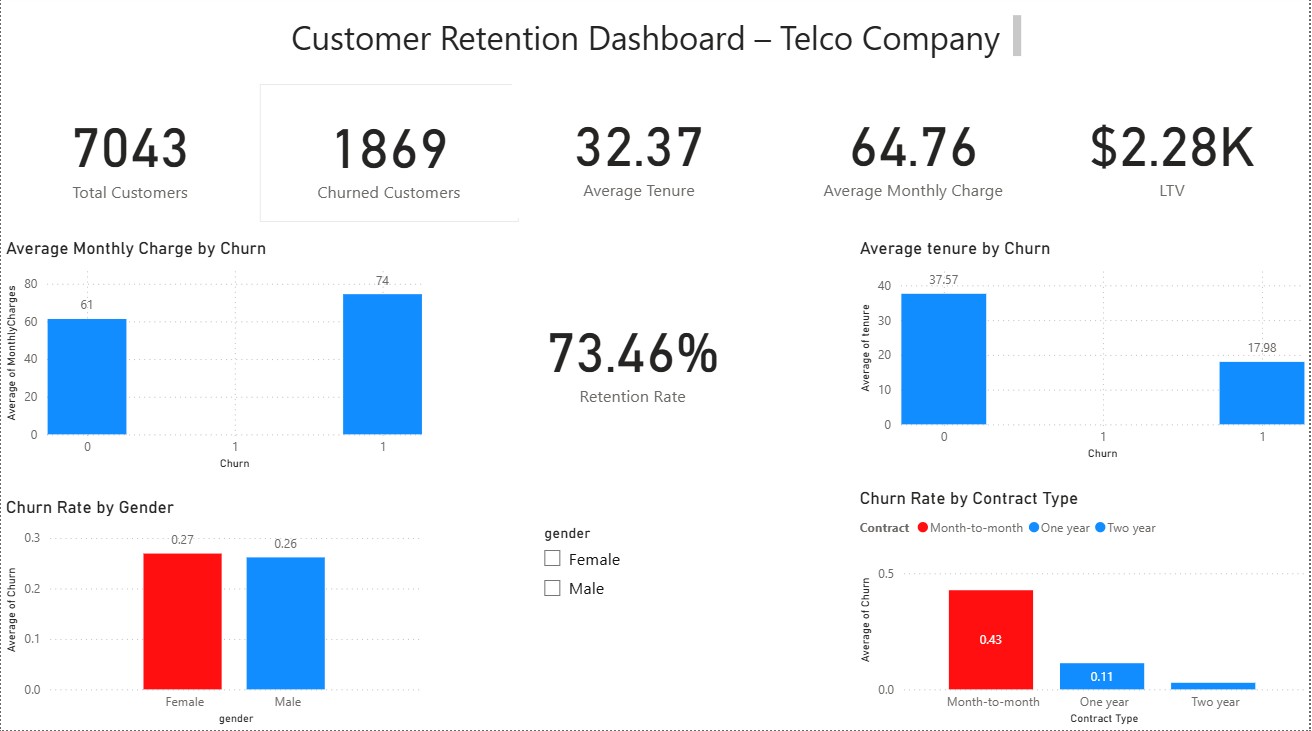 Customer Retention Dashboard – Telco Company
7043
Total Customers
1869
Churned Customers
32.37
Average Tenure
64.76
Average Monthly Charge
$2.28K
LTV
Average Monthly Charge by Churn
Average of MonthlyCharges
80
60
40
20
0
61
74
0
1
1
Churn
73.46%
Retention Rate
Average tenure by Churn
Average of tenure
40
30
20
10
0
37.57
17.98
0
1
1
Churn
Churn Rate by Gender
Average of Churn
0.3
0.2
0.1
0.0
0.27
0.26
Female
Male
gender
gender
Female
Male
Churn Rate by Contract Type
Contract Month-to-month One year Two year
Average of Churn
0.5
0.0
0.43
0.11
Month-to-month
One year
Two year
Contract Type